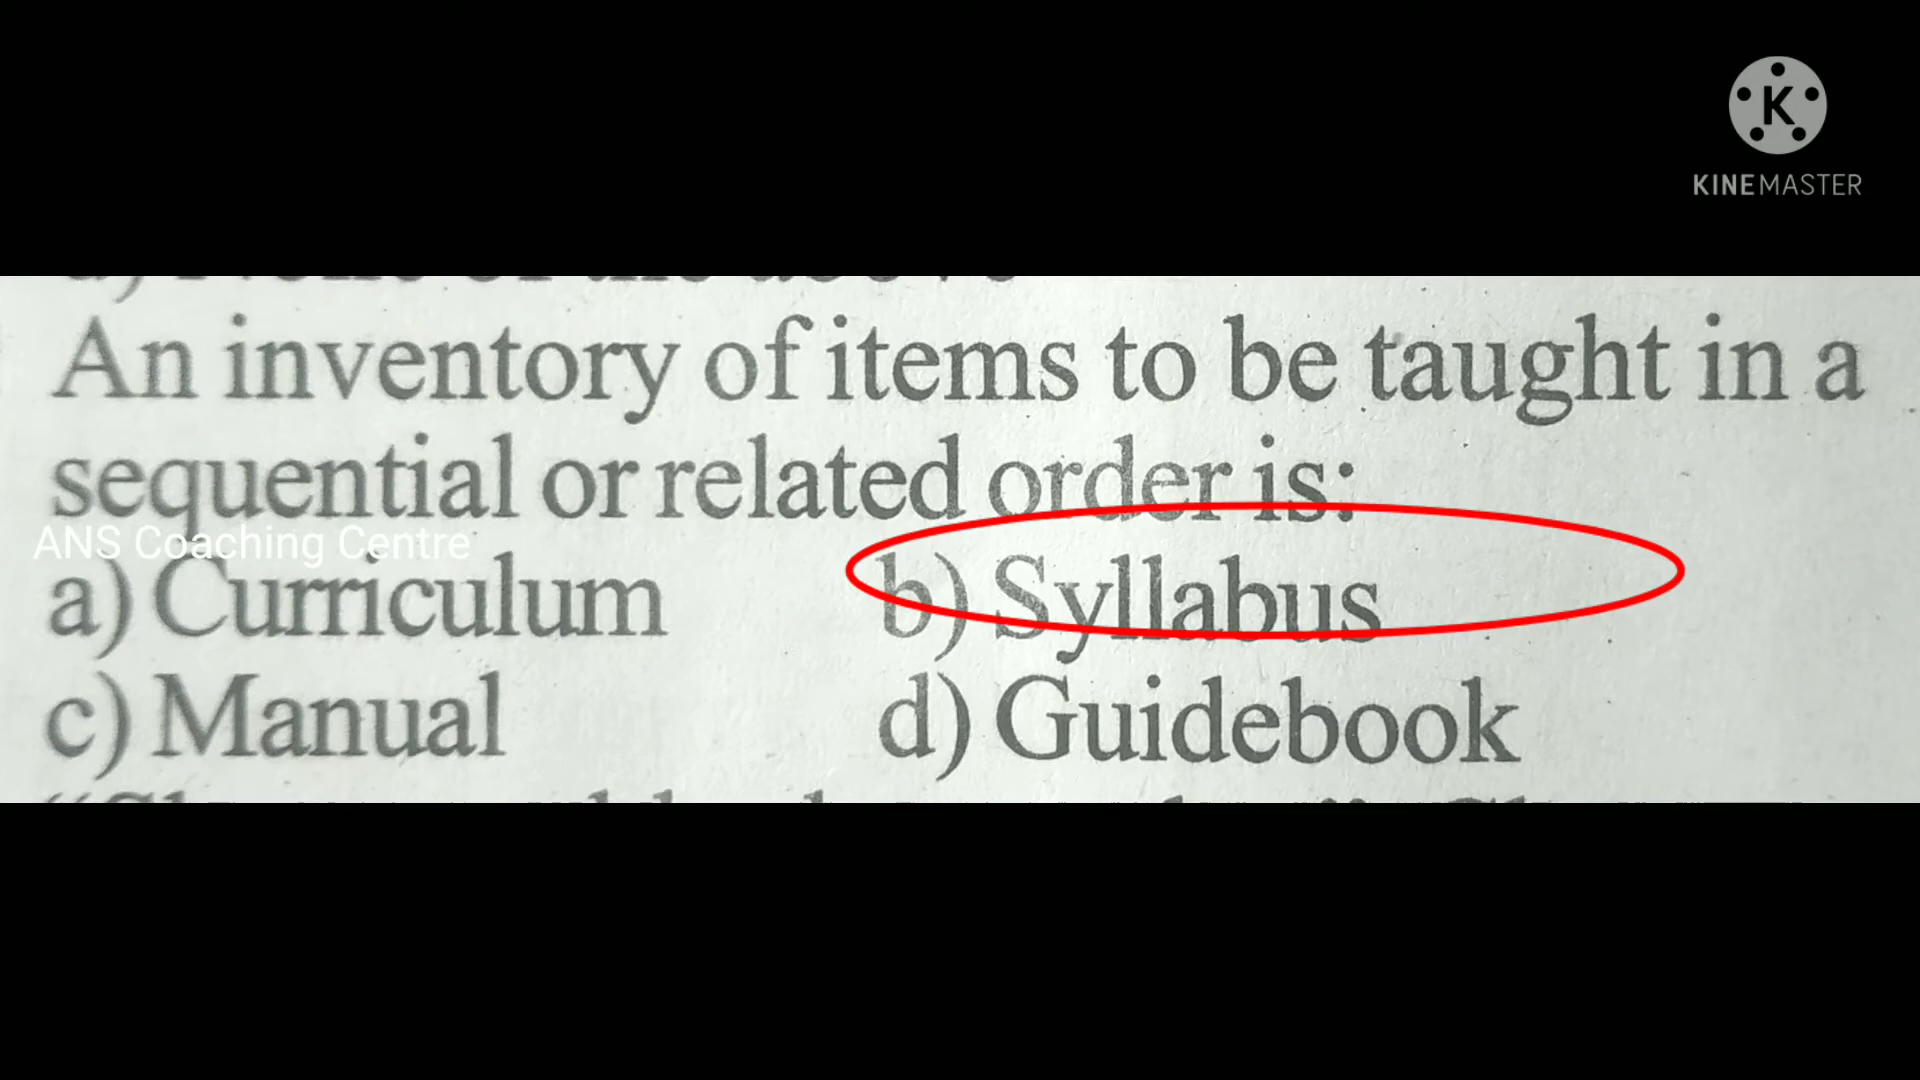 KINEMASTER
An inventory of items to be taught in a
sequential or related order is:
ANS Coaching Centre
a) Curriculum b) Syllabus
c) Manual d) Guidebook